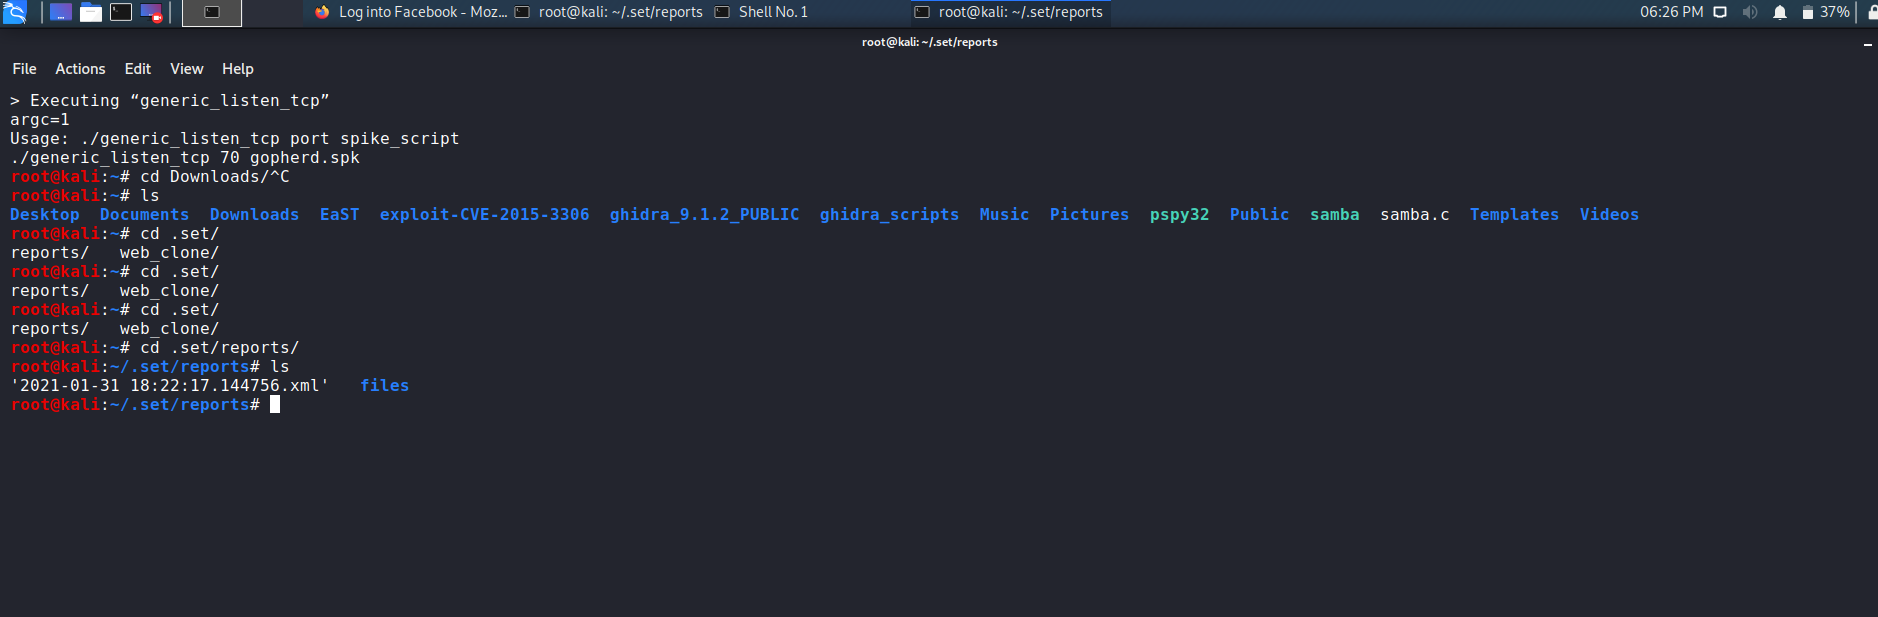 Log into Facebook - Moz... root@kali: ~/.set/reports Shell No. 1 root@kali: ~/.set/reports 06:26 PM 37%
root@kali: ~/.set/reports
File Actions Edit View Help
> Executing “generic_listen_tcp”
argc=1
Usage: ./generic_listen_tcp port spike_script
./generic_listen_tcp 70 gopherd.spk
root@kali:~# cd Downloads/^C
root@kali:~# ls
Desktop Documents Downloads EaST exploit-CVE-2015-3306 ghidra_9.1.2_PUBLIC ghidra_scripts Music Pictures pspy32 Public samba samba.c Templates Videos
root@kali:~# cd .set/
reports/ web_clone/
root@kali:~# cd .set/
reports/ web_clone/
root@kali:~# cd .set/
reports/ web_clone/
root@kali:~# cd .set/reports/
root@kali:~/.set/reports# ls
'2021-01-31 18:22:17.144756.xml' files
root@kali:~/.set/reports#